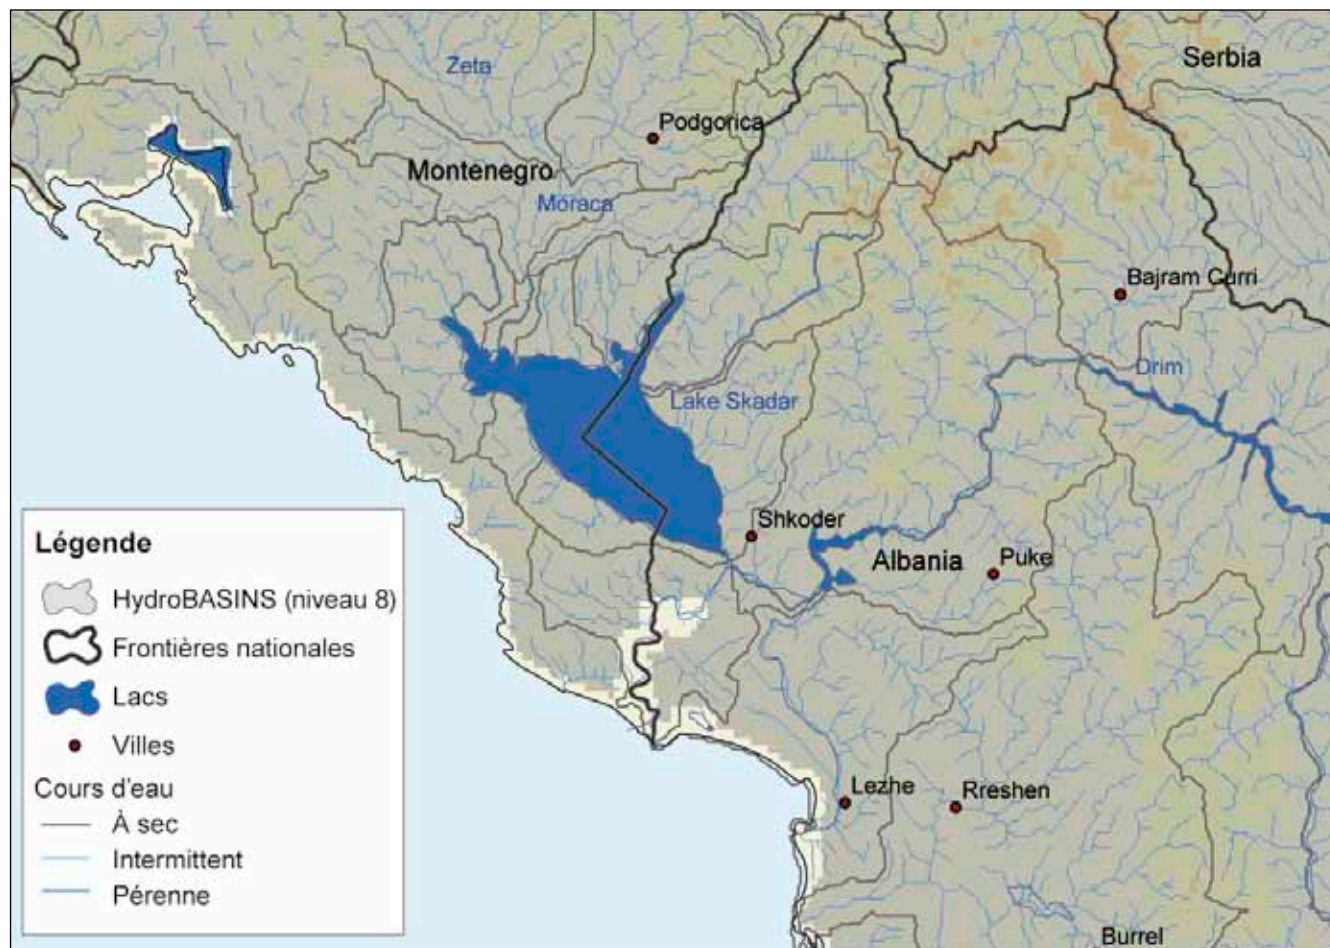 Serbia
Zeta
Podgorica
Montenegro
Moraca
Bajram Curri
Drim
Lake Skadar
Shkoder
Albania
Puke
Lezhe
Rreshen
Burrel
Légende
HydroBASINS (niveau 8)
Frontières nationales
Lacs
Villes
Cours d'eau
À sec
Intermittent
Pérenne